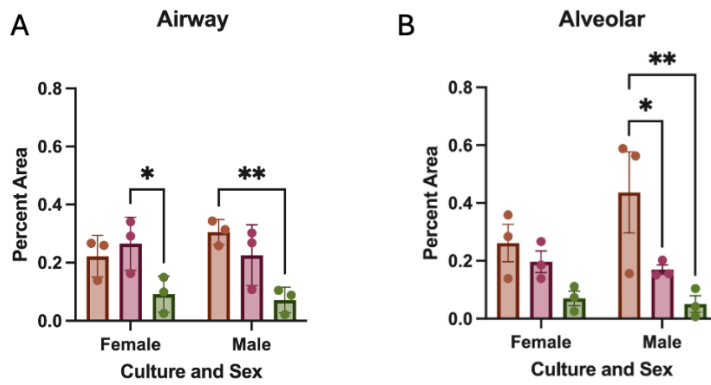 A
Airway
Percent Area
0.8
0.6
0.4
0.2
0.0
*
**
Female
Male
Culture and Sex
B
Alveolar
Percent Area
0.8
0.6
0.4
0.2
0.0
**
*
Female
Male
Culture and Sex